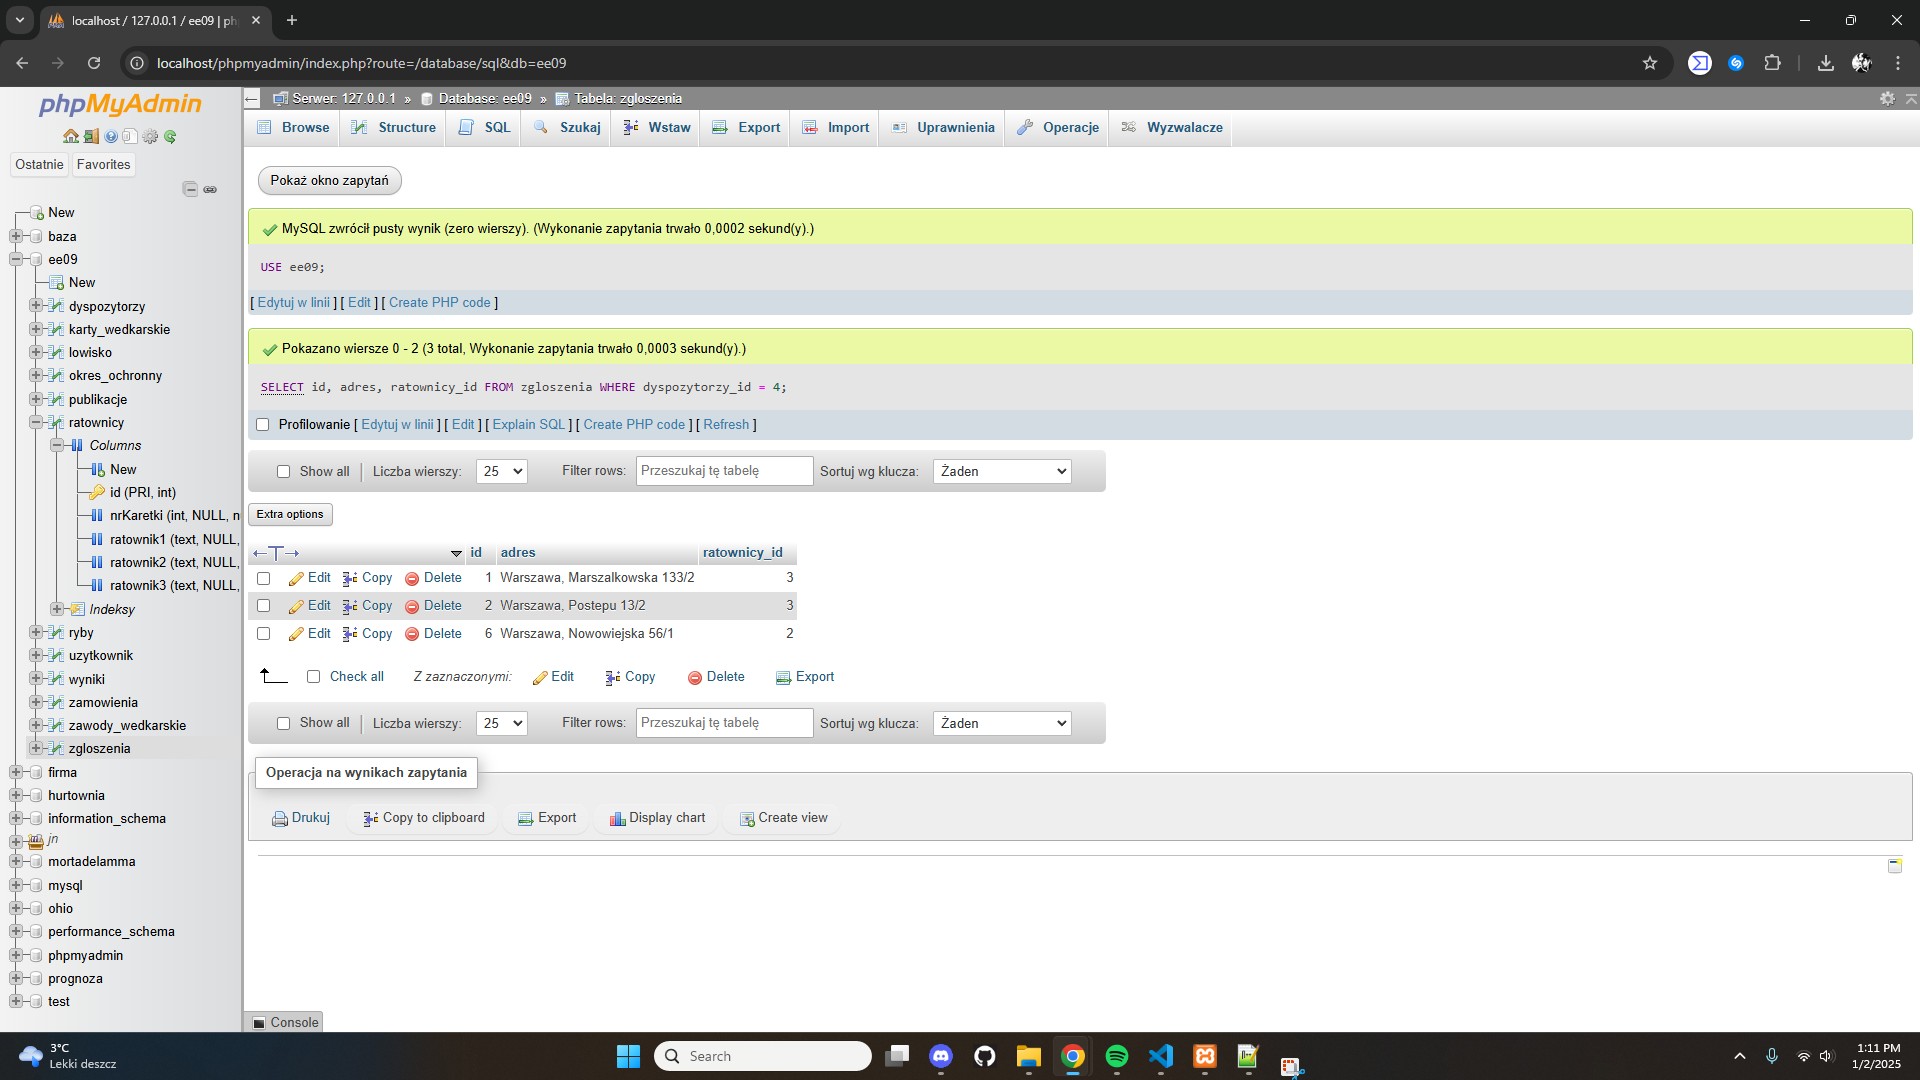 localhost / 127.0.0.1 / ee09 | ph
localhost/phpmyadmin/index.php?route=/database/sql&db=ee09
phpMyAdmin
Ostatnie Favorites
New
baza
ee09
New
dyspozytorzy
karty_wedkarskie
lowisko
okres_ochronny
publikacje
ratownicy
Columns
New
id (PRI, int)
nrKaretki (int, NULL, n
ratownik1 (text, NULL,
ratownik2 (text, NULL,
ratownik3 (text, NULL,
Indeksy
ryby
uzytkownik
wyniki
zamowienia
zawody_wedkarskie
zgloszenia
firma
hurtownia
information_schema
jn
mortadelamma
mysql
ohio
performance_schema
phpmyadmin
prognoza
test
Serwer: 127.0.0.1 » Database: ee09 » Tabela: zgloszenia
Browse Structure SQL Szukaj Wstaw Export Import Uprawnienia Operacje Wyzwalacze
Pokaż okno zapytań
MySQL zwrócił pusty wynik (zero wierszy). (Wykonanie zapytania trwało 0,0002 sekund(y).)
USE ee09;
[ Edytuj w linii ] [ Edit ] [ Create PHP code ]
Pokazano wiersze 0 - 2 (3 total, Wykonanie zapytania trwało 0,0003 sekund(y).)
SELECT id, adres, ratownicy_id FROM zgloszenia WHERE dyspozytorzy_id = 4;
Profilowanie [ Edytuj w linii ] [ Edit ] [ Explain SQL ] [ Create PHP code ] [ Refresh ]
Show all | Liczba wierszy: 25 Filter rows: Przeszukaj tę tabelę Sortuj wg klucza: Żaden
Extra options
←T→ id adres ratownicy_id
Edit Copy Delete 1 Warszawa, Marszalkowska 133/2 3
Edit Copy Delete 2 Warszawa, Postepu 13/2 3
Edit Copy Delete 6 Warszawa, Nowowiejska 56/1 2
Check all Z zaznaczonymi: Edit Copy Delete Export
Show all | Liczba wierszy: 25 Filter rows: Przeszukaj tę tabelę Sortuj wg klucza: Żaden
Operacja na wynikach zapytania
Drukuj Copy to clipboard Export Display chart Create view
Console
3°C
Lekki deszcz
Search
1:11 PM
1/2/2025